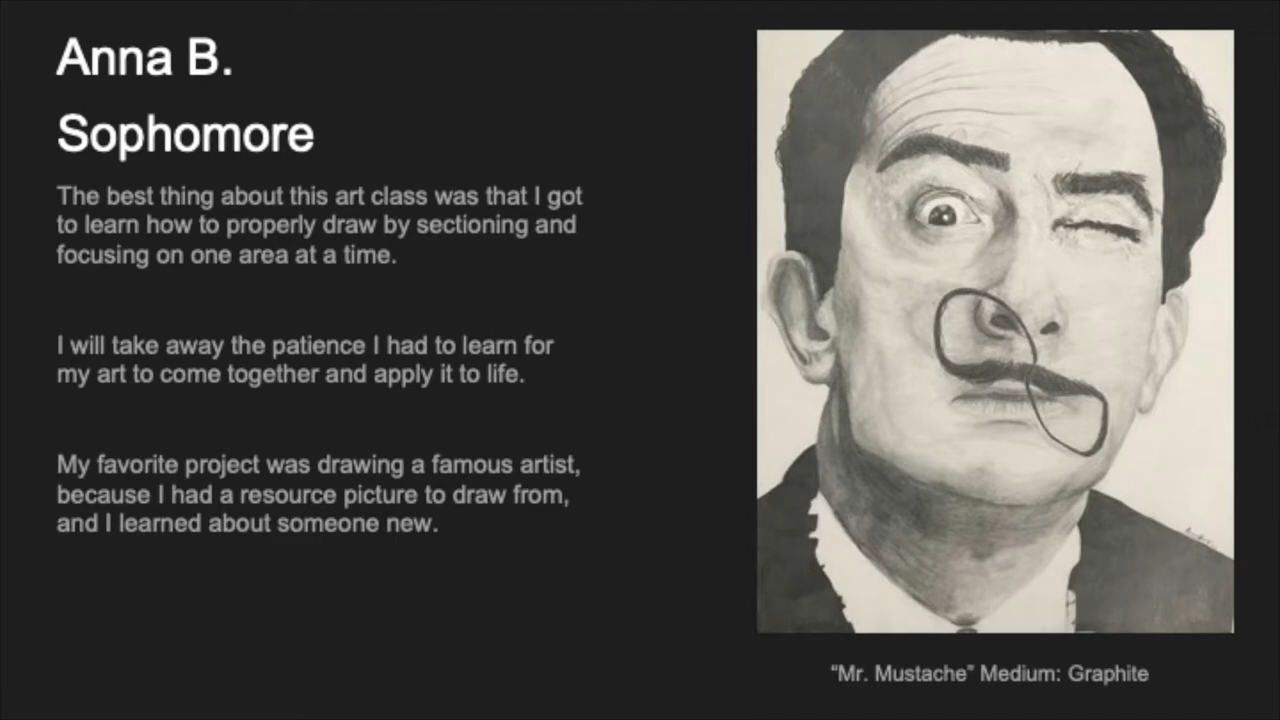 Anna B.
Sophomore
The best thing about this art class was that I got
to learn how to properly draw by sectioning and
focusing on one area at a time.
I will take away the patience I had to learn for
my art to come together and apply it to life.
My favorite project was drawing a famous artist,
because I had a resource picture to draw from,
and I learned about someone new.
“Mr. Mustache” Medium: Graphite